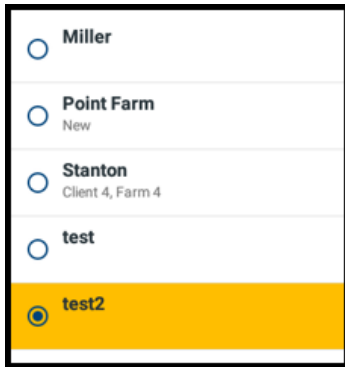 Miller
Point Farm
New
Stanton
Client 4, Farm 4
test
test2